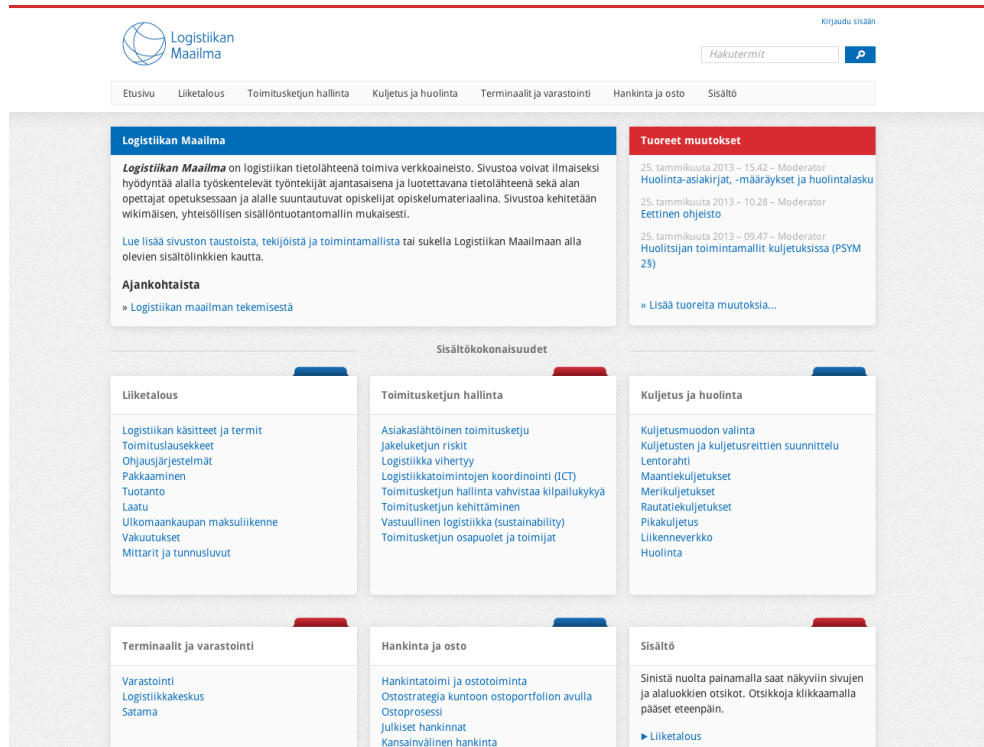 Kirjaudu sisään
Logistiikan
Maailma
Hakutermit
Etusivu Liiketalous Toimitusketjun hallinta Kuljetus ja huolinta Terminaalit ja varastointi Hankinta ja osto Sisältö
Logistiikan Maailma
Logistiikan Maailma on logistiikan tietolähteenä toimiva verkkoaineisto. Sivustoa voivat ilmaiseksi
hyödyntää alalla työskentelevät työntekijät ajantasaisena ja luotettavana tietolähteenä sekä alan
opettajat opetuksessaan ja alalle suuntautuvat opiskelijat opiskelumateriaalina. Sivustoa kehitetään
wikimäisen, yhteisöllisen sisällöntuotantomallin mukaisesti.
Lue lisää sivuston taustoista, tekijöistä ja toimintamallista tai sukella Logistiikan Maailmaan alla
olevien sisältölinkkien kautta.
Ajankohtaista
» Logistiikan maailman tekemisestä
Tuoreet muutokset
25. tammikuuta 2013 – 15.42 – Moderator
Huolinta-asiakirjat, -määräykset ja huolintalasku
25. tammikuuta 2013 – 10.28 – Moderator
Eettinen ohjeisto
25. tammikuuta 2013 – 09.47 – Moderator
Huolitsijan toimintamallit kuljetuksissa (PSYM
2§)
» Lisää tuoreita muutoksia...
Sisältökokonaisuudet
Liiketalous
Logistiikan käsitteet ja termit
Toimituslausekkeet
Ohjausjärjestelmät
Pakkaaminen
Tuotanto
Laatu
Ulkomaankaupan maksuliikenne
Vakuutukset
Mittarit ja tunnusluvut
Toimitusketjun hallinta
Asiakaslähtöinen toimitusketju
Jakeluketjun riskit
Logistiikka vihertyy
Logistiikkatoimintojen koordinointi (ICT)
Toimitusketjun hallinta vahvistaa kilpailukykyä
Toimitusketjun kehittäminen
Vastuullinen logistiikka (sustainability)
Toimitusketjun osapuolet ja toimijat
Kuljetus ja huolinta
Kuljetusmuodon valinta
Kuljetusten ja kuljetusreittien suunnittelu
Lentorahti
Maantiekuljetukset
Merikuljetukset
Rautatiekuljetukset
Pikakuljetus
Liikenneverkko
Huolinta
Terminaalit ja varastointi
Varastointi
Logistiikkakeskus
Satama
Hankinta ja osto
Hankintatoimi ja ostotoiminta
Ostostrategia kuntoon ostoportfolion avulla
Ostoprosessi
Julkiset hankinnat
Kansainvälinen hankinta
Sisältö
Sinistä nuolta painamalla saat näkyviin sivujen
ja alaluokkien otsikot. Otsikkoja klikkaamalla
pääset eteenpäin.
Liiketalous